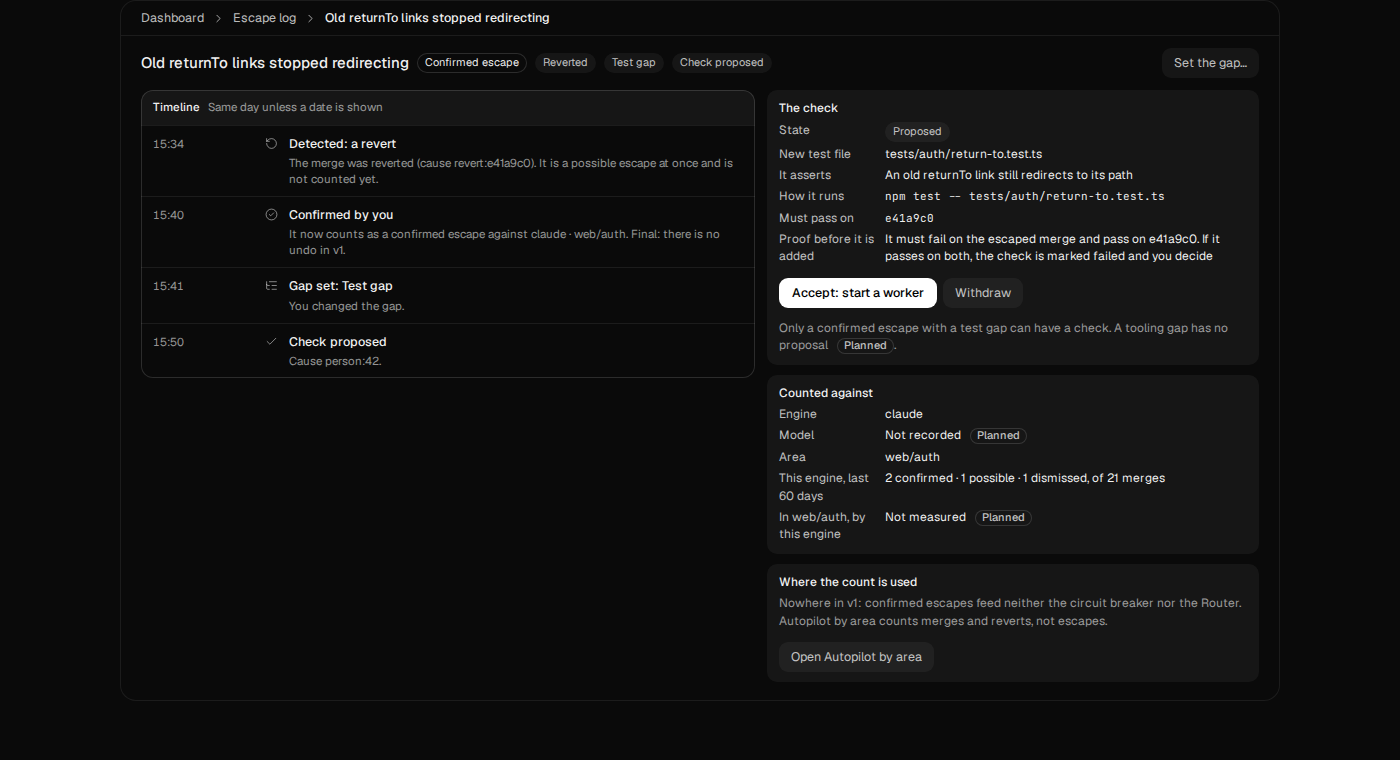 Dashboard > Escape log > Old returnTo links stopped redirecting
Old returnTo links stopped redirecting Confirmed escape Reverted Test gap Check proposed Set the gap…
Timeline Same day unless a date is shown
15:34 Detected: a revert
The merge was reverted (cause revert:e41a9c0). It is a possible escape at once and is
not counted yet.
15:40 Confirmed by you
It now counts as a confirmed escape against claude · web/auth. Final: there is no
undo in v1.
15:41 Gap set: Test gap
You changed the gap.
15:50 Check proposed
Cause person:42.
The check
State Proposed
New test file tests/auth/return-to.test.ts
It asserts An old returnTo link still redirects to its path
How it runs npm test -- tests/auth/return-to.test.ts
Must pass on e41a9c0
Proof before it is added It must fail on the escaped merge and pass on e41a9c0. If it
passes on both, the check is marked failed and you decide
Accept: start a worker Withdraw
Only a confirmed escape with a test gap can have a check. A tooling gap has no
proposal Planned.
Counted against
Engine claude
Model Not recorded Planned
Area web/auth
This engine, last 60 days 2 confirmed · 1 possible · 1 dismissed, of 21 merges
In web/auth, by this engine Not measured Planned
Where the count is used
Nowhere in v1: confirmed escapes feed neither the circuit breaker nor the Router.
Autopilot by area counts merges and reverts, not escapes.
Open Autopilot by area